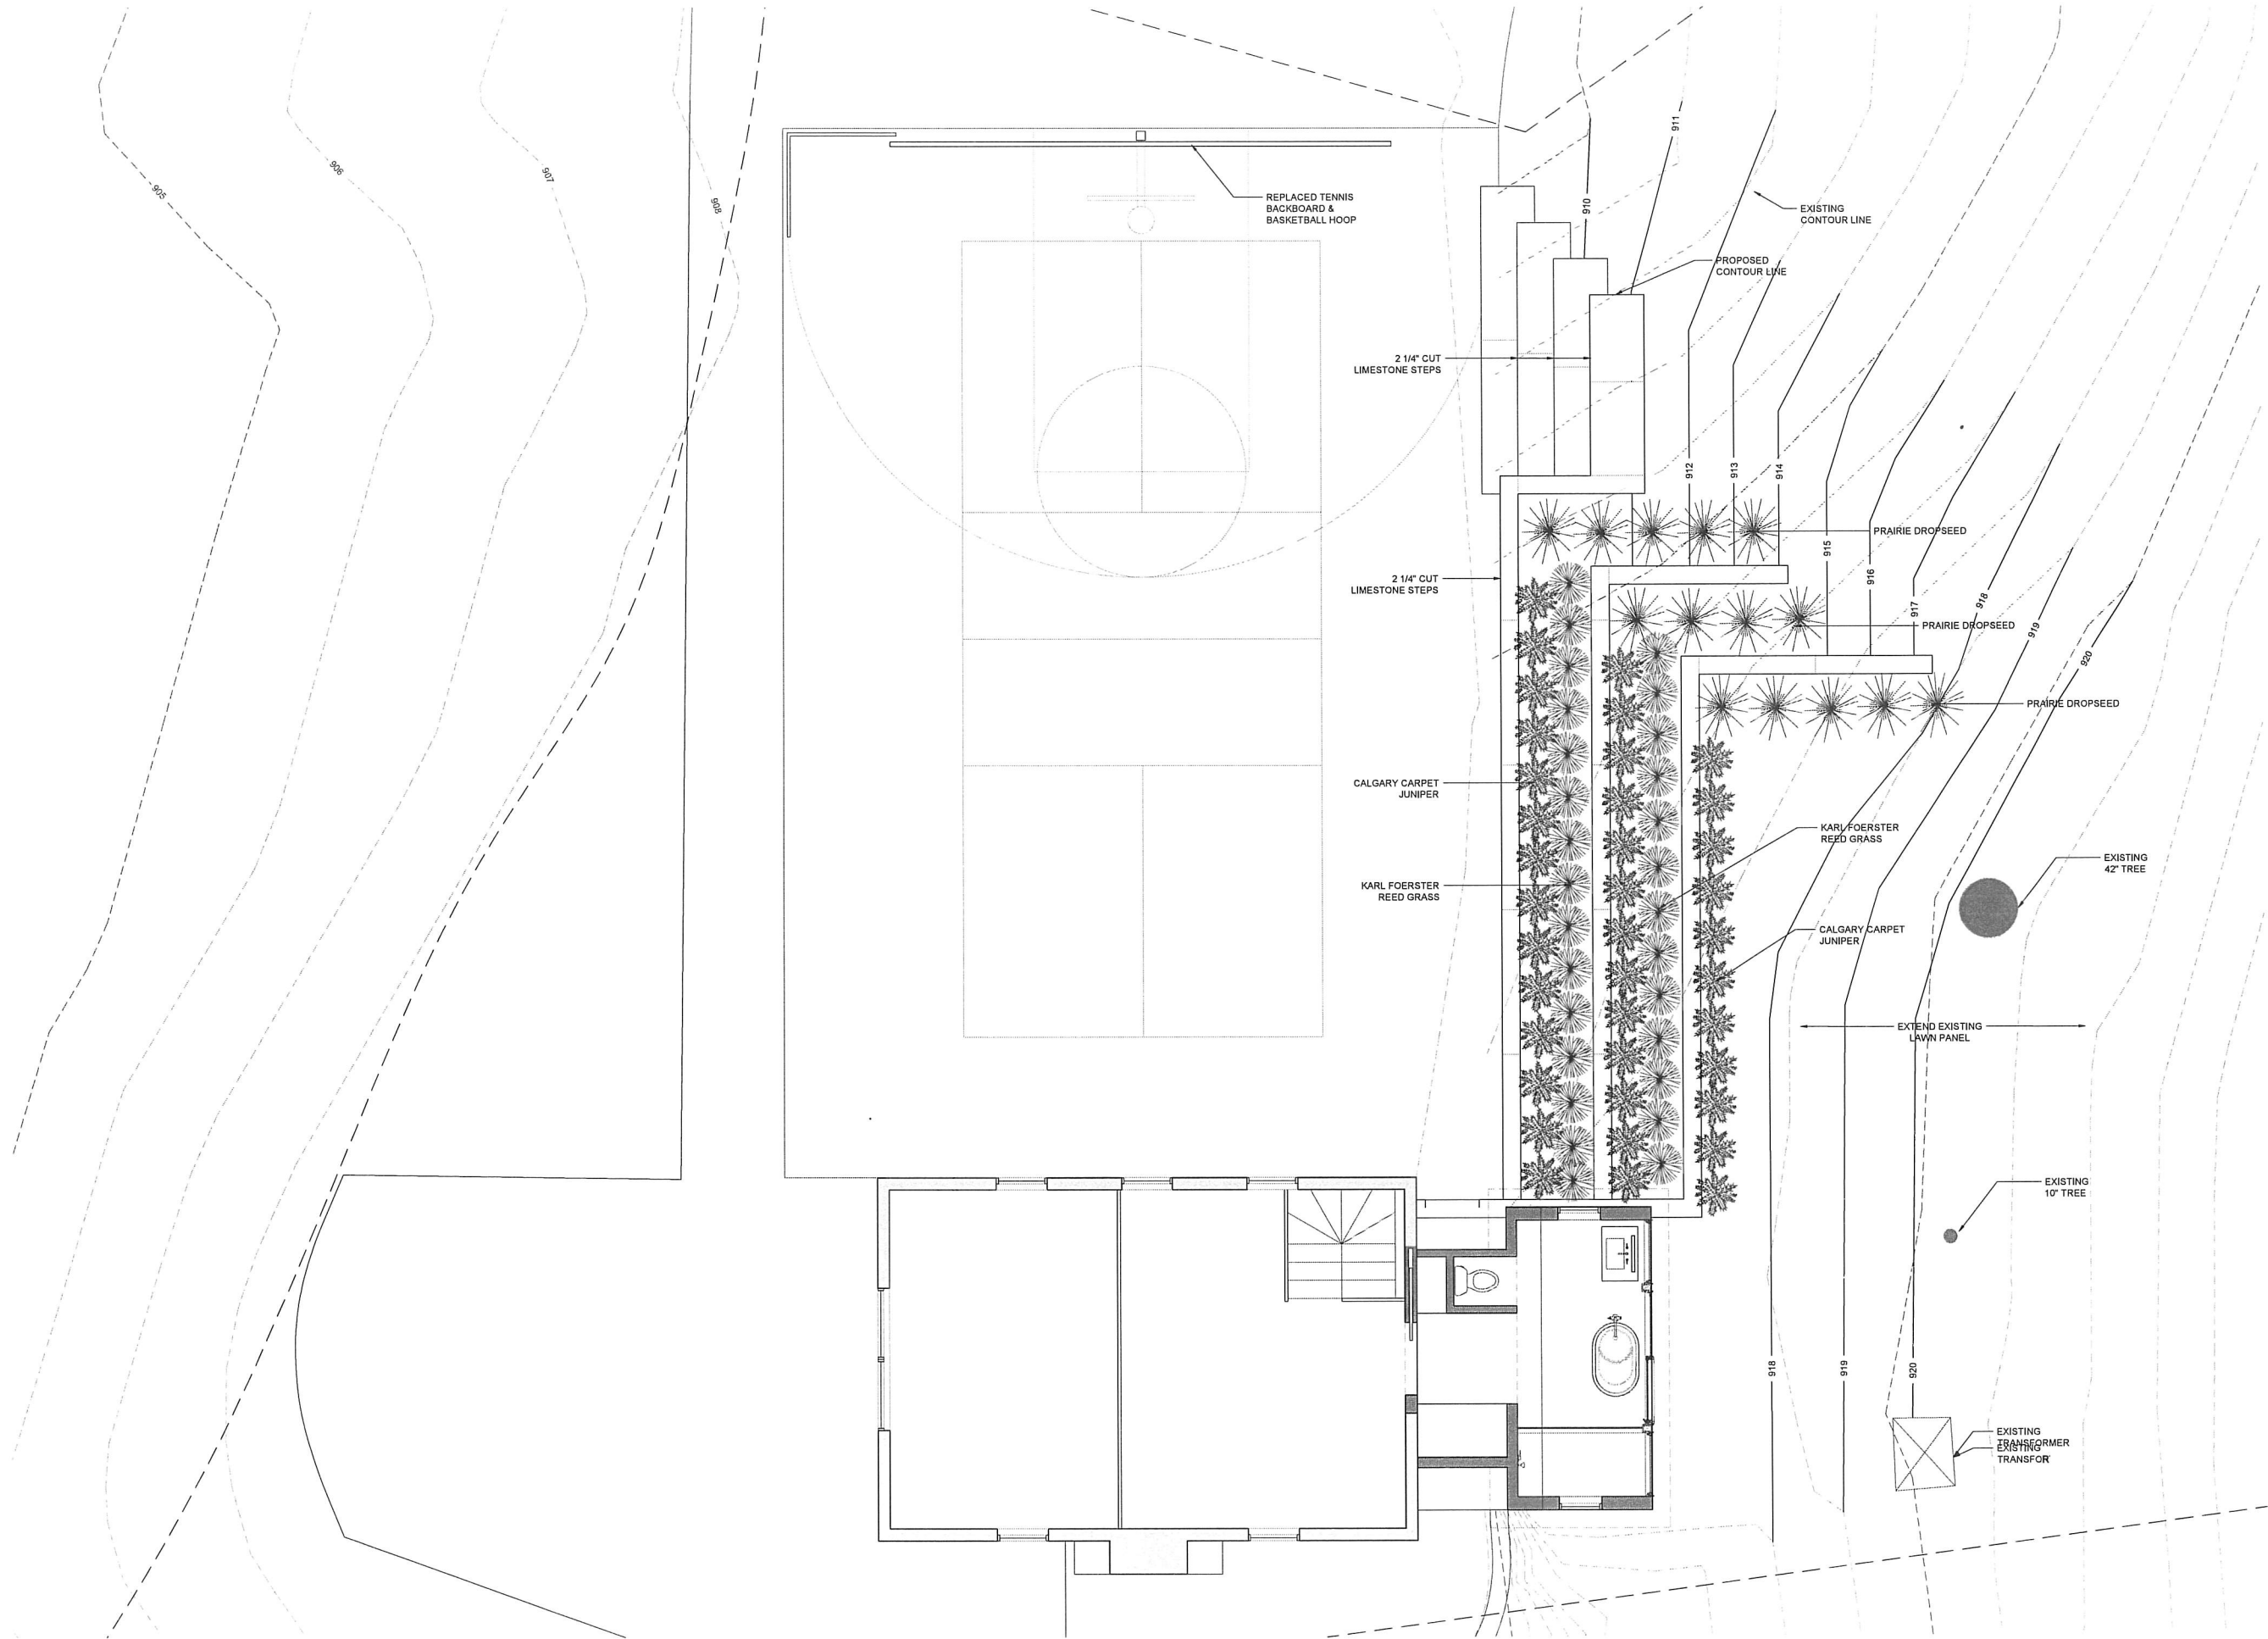 905
906
907
908
910
911
REPLACED TENNIS
BACKBOARD &
BASKETBALL HOOP
EXISTING
CONTOUR LINE
PROPOSED
CONTOUR LINE
2 1/4" CUT
LIMESTONE STEPS
912
913
914
915
916
917
918
919
920
PRAIRIE DROPSEED
2 1/4" CUT
LIMESTONE STEPS
PRAIRIE DROPSEED
PRAIRIE DROPSEED
CALGARY CARPET
JUNIPER
KARL FOERSTER
REED GRASS
EXISTING
42" TREE
KARL FOERSTER
REED GRASS
CALGARY CARPET
JUNIPER
EXTEND EXISTING
LAWN PANEL
EXISTING
10" TREE
918
919
920
EXISTING
TRANSFORMER
EXISTING